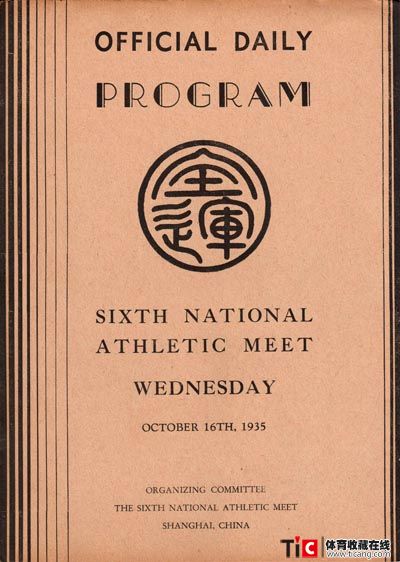 OFFICIAL DAILY
PROGRAM
全運
SIXTH NATIONAL
ATHLETIC MEET
WEDNESDAY
OCTOBER 16TH, 1935
ORGANIZING COMMITTEE
THE SIXTH NATIONAL ATHLETIC MEET
SHANGHAI, CHINA
TiC 体育收藏在线
www.ticang.com